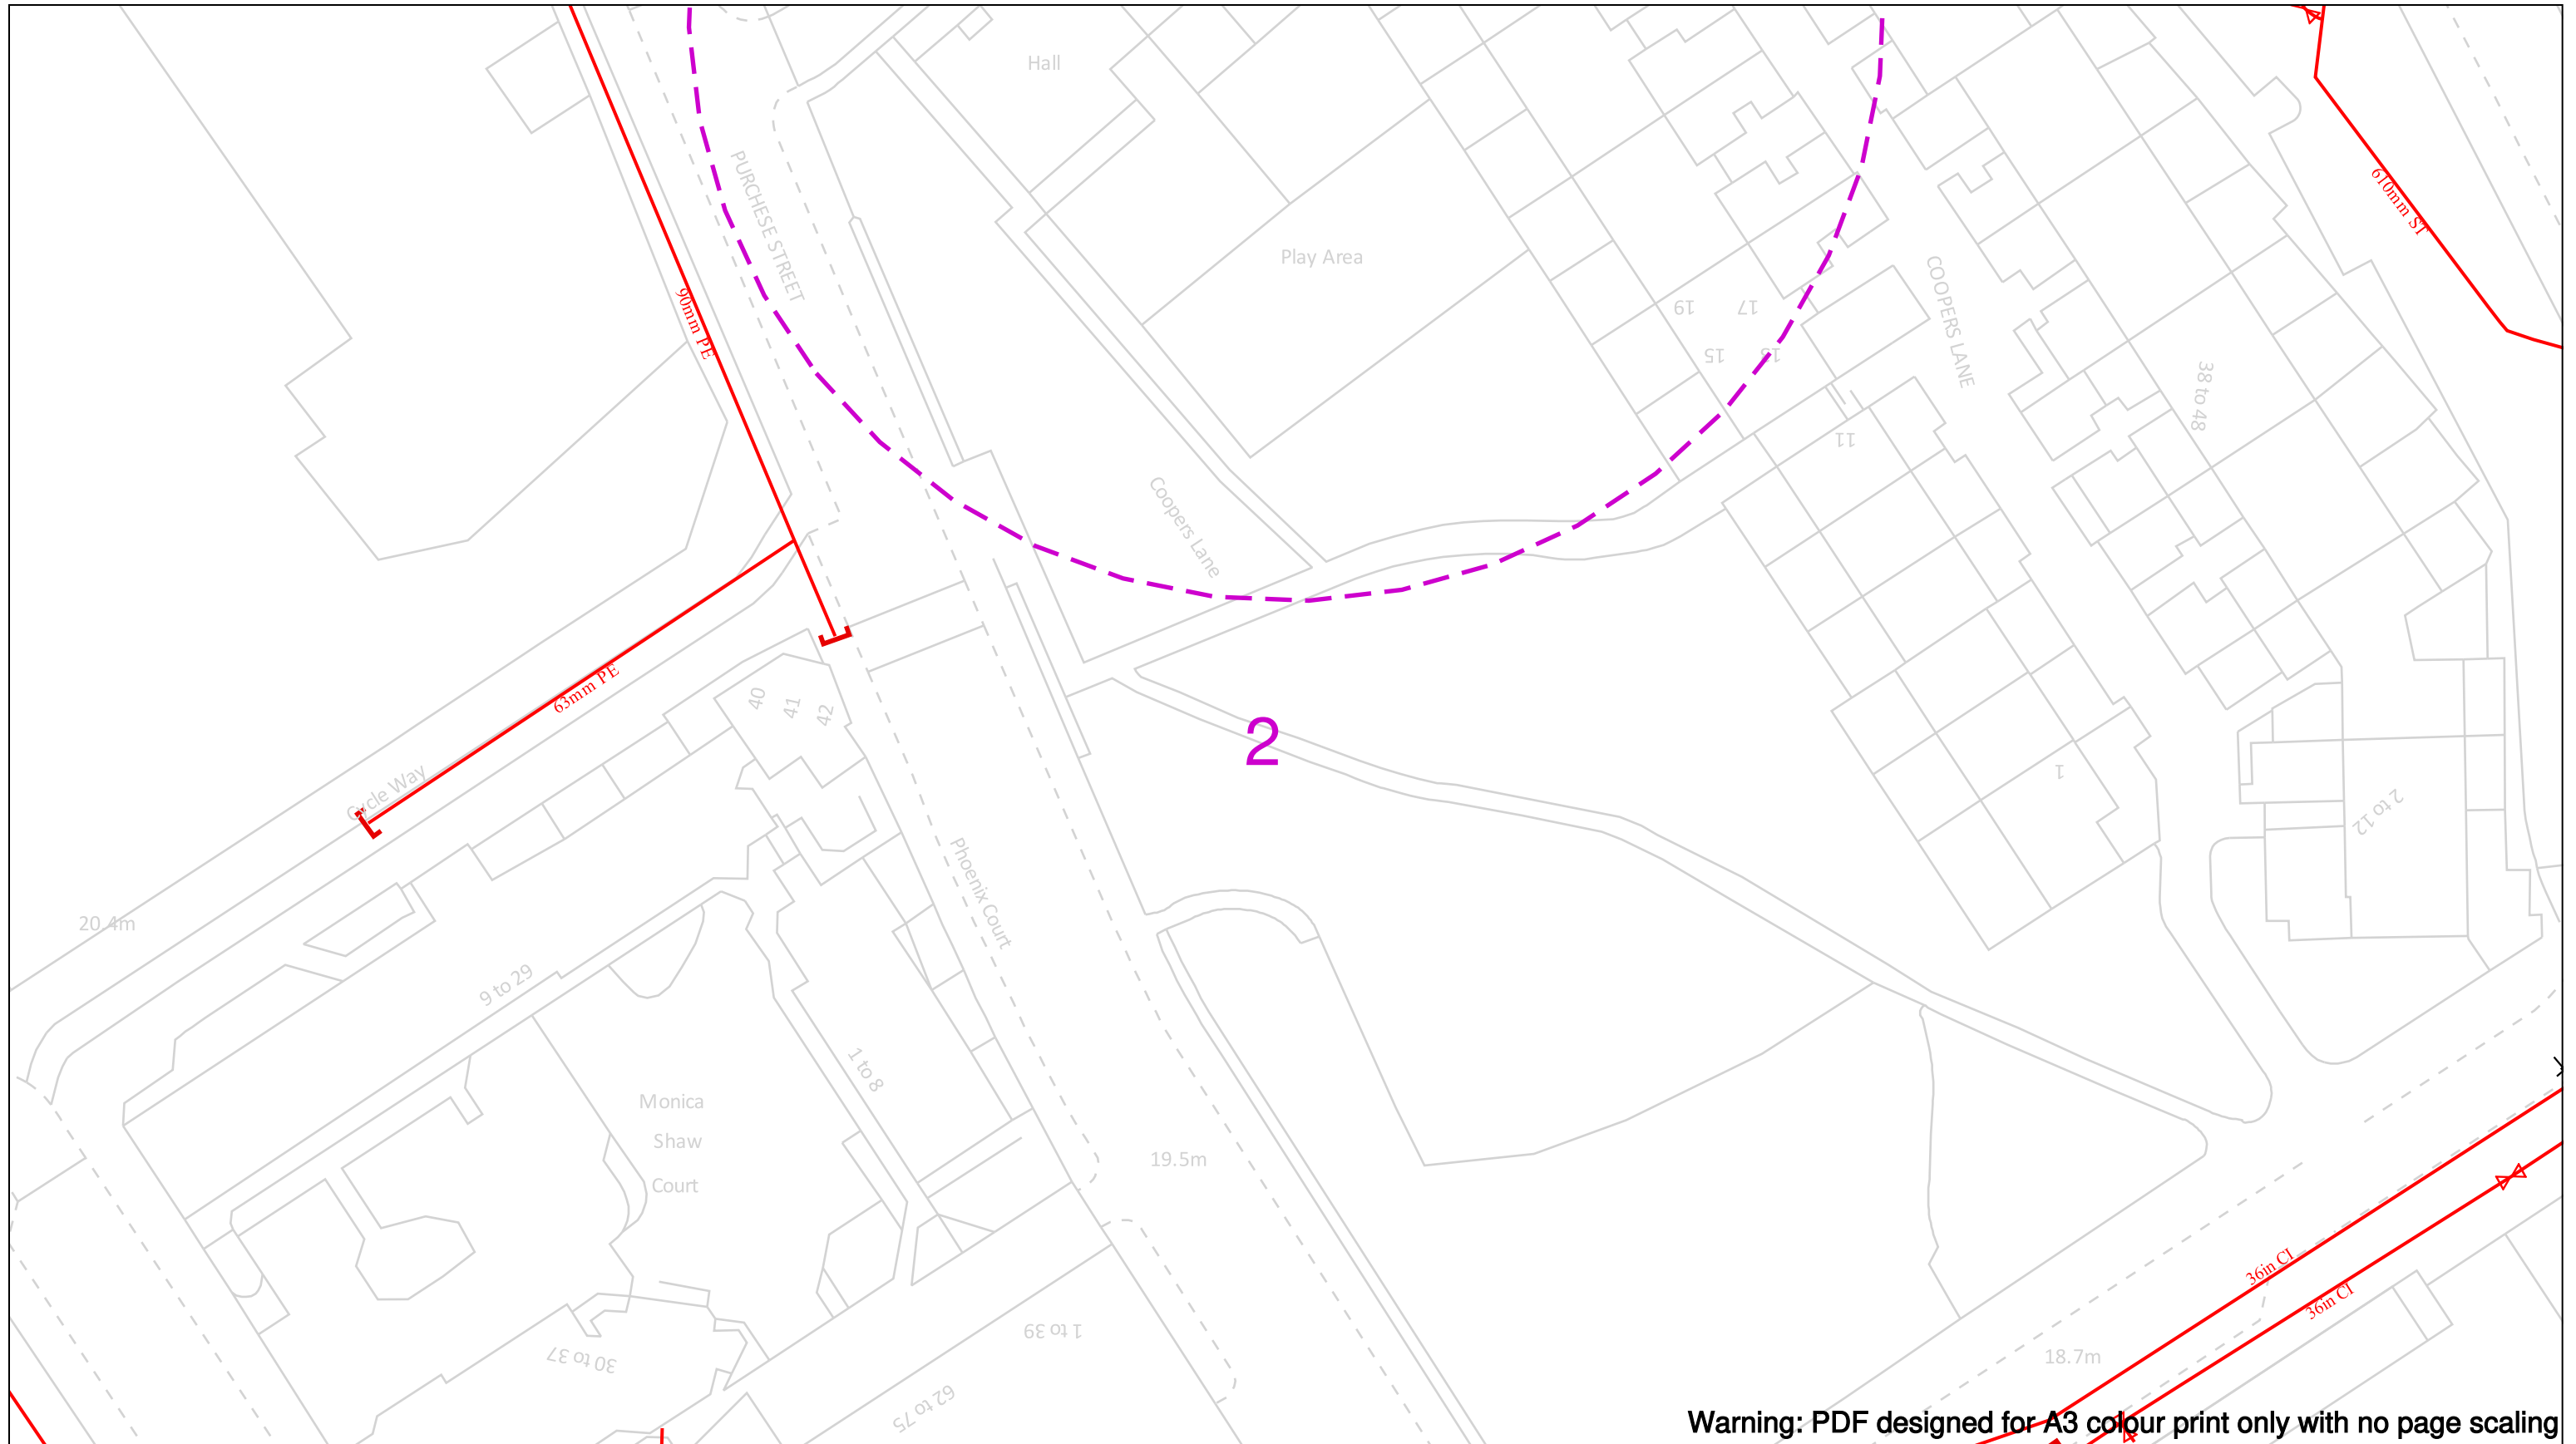 Hall
PURCHESE STREET
610mm ST
Play Area
90mm PE
19
17
15
13
COOPERS LANE
38 to 48
11
Coopers Lane
63mm PE
40
41
42
2
1
Cycle Way
2 to 12
Phoenix Court
20.4m
9 to 29
1 to 8
Monica
Shaw
Court
19.5m
36in CI
36in CI
1 to 39
30 to 37
18.7m
62 to 75
Warning: PDF designed for A3 colour print only with no page scaling